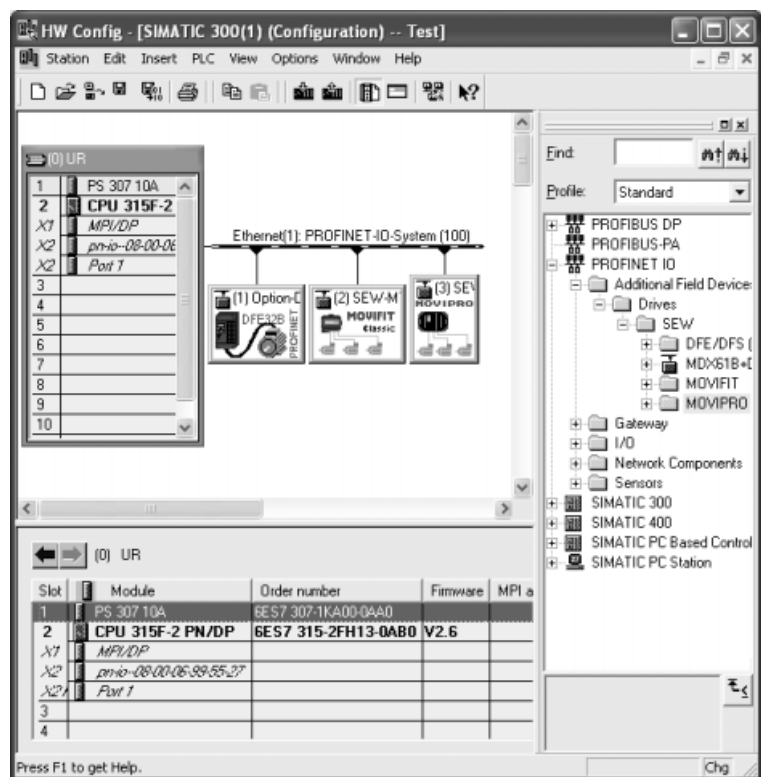 HW Config - [SIMATIC 300(1) (Configuration) -- Test]
Station Edit Insert PLC View Options Window Help
(0) UR
1 PS 307 10A
2 CPU 315F-2
X1 MPI/DP
X2 pn-io--08-00-06
X2 Port 1
3
4
5
6
7
8
9
10
Ethernet(1): PROFINET-IO-System (100)
(1) Option-D
DFE32B
PROFINET
(2) SEW-M
MOVIFIT
Classic
(3) SEW
MOVIPRO
Find:
Profile: Standard
PROFIBUS DP
PROFIBUS-PA
PROFINET IO
Additional Field Device
Drives
SEW
DFE/DFS (
MDX61B+D
MOVIFIT
MOVIPRO
Gateway
I/O
Network Components
Sensors
SIMATIC 300
SIMATIC 400
SIMATIC PC Based Control
SIMATIC PC Station
(0) UR
Slot Module Order number Firmware MPI a
1 PS 307 10A 6ES7 307-1KA00-0AA0
2 CPU 315F-2 PN/DP 6ES7 315-2FH13-0AB0 V2.6
X1 MPI/DP
X2 pn-io--08-00-06-99-55-27
X2 Port 1
3
4
Press F1 to get Help.
Chg